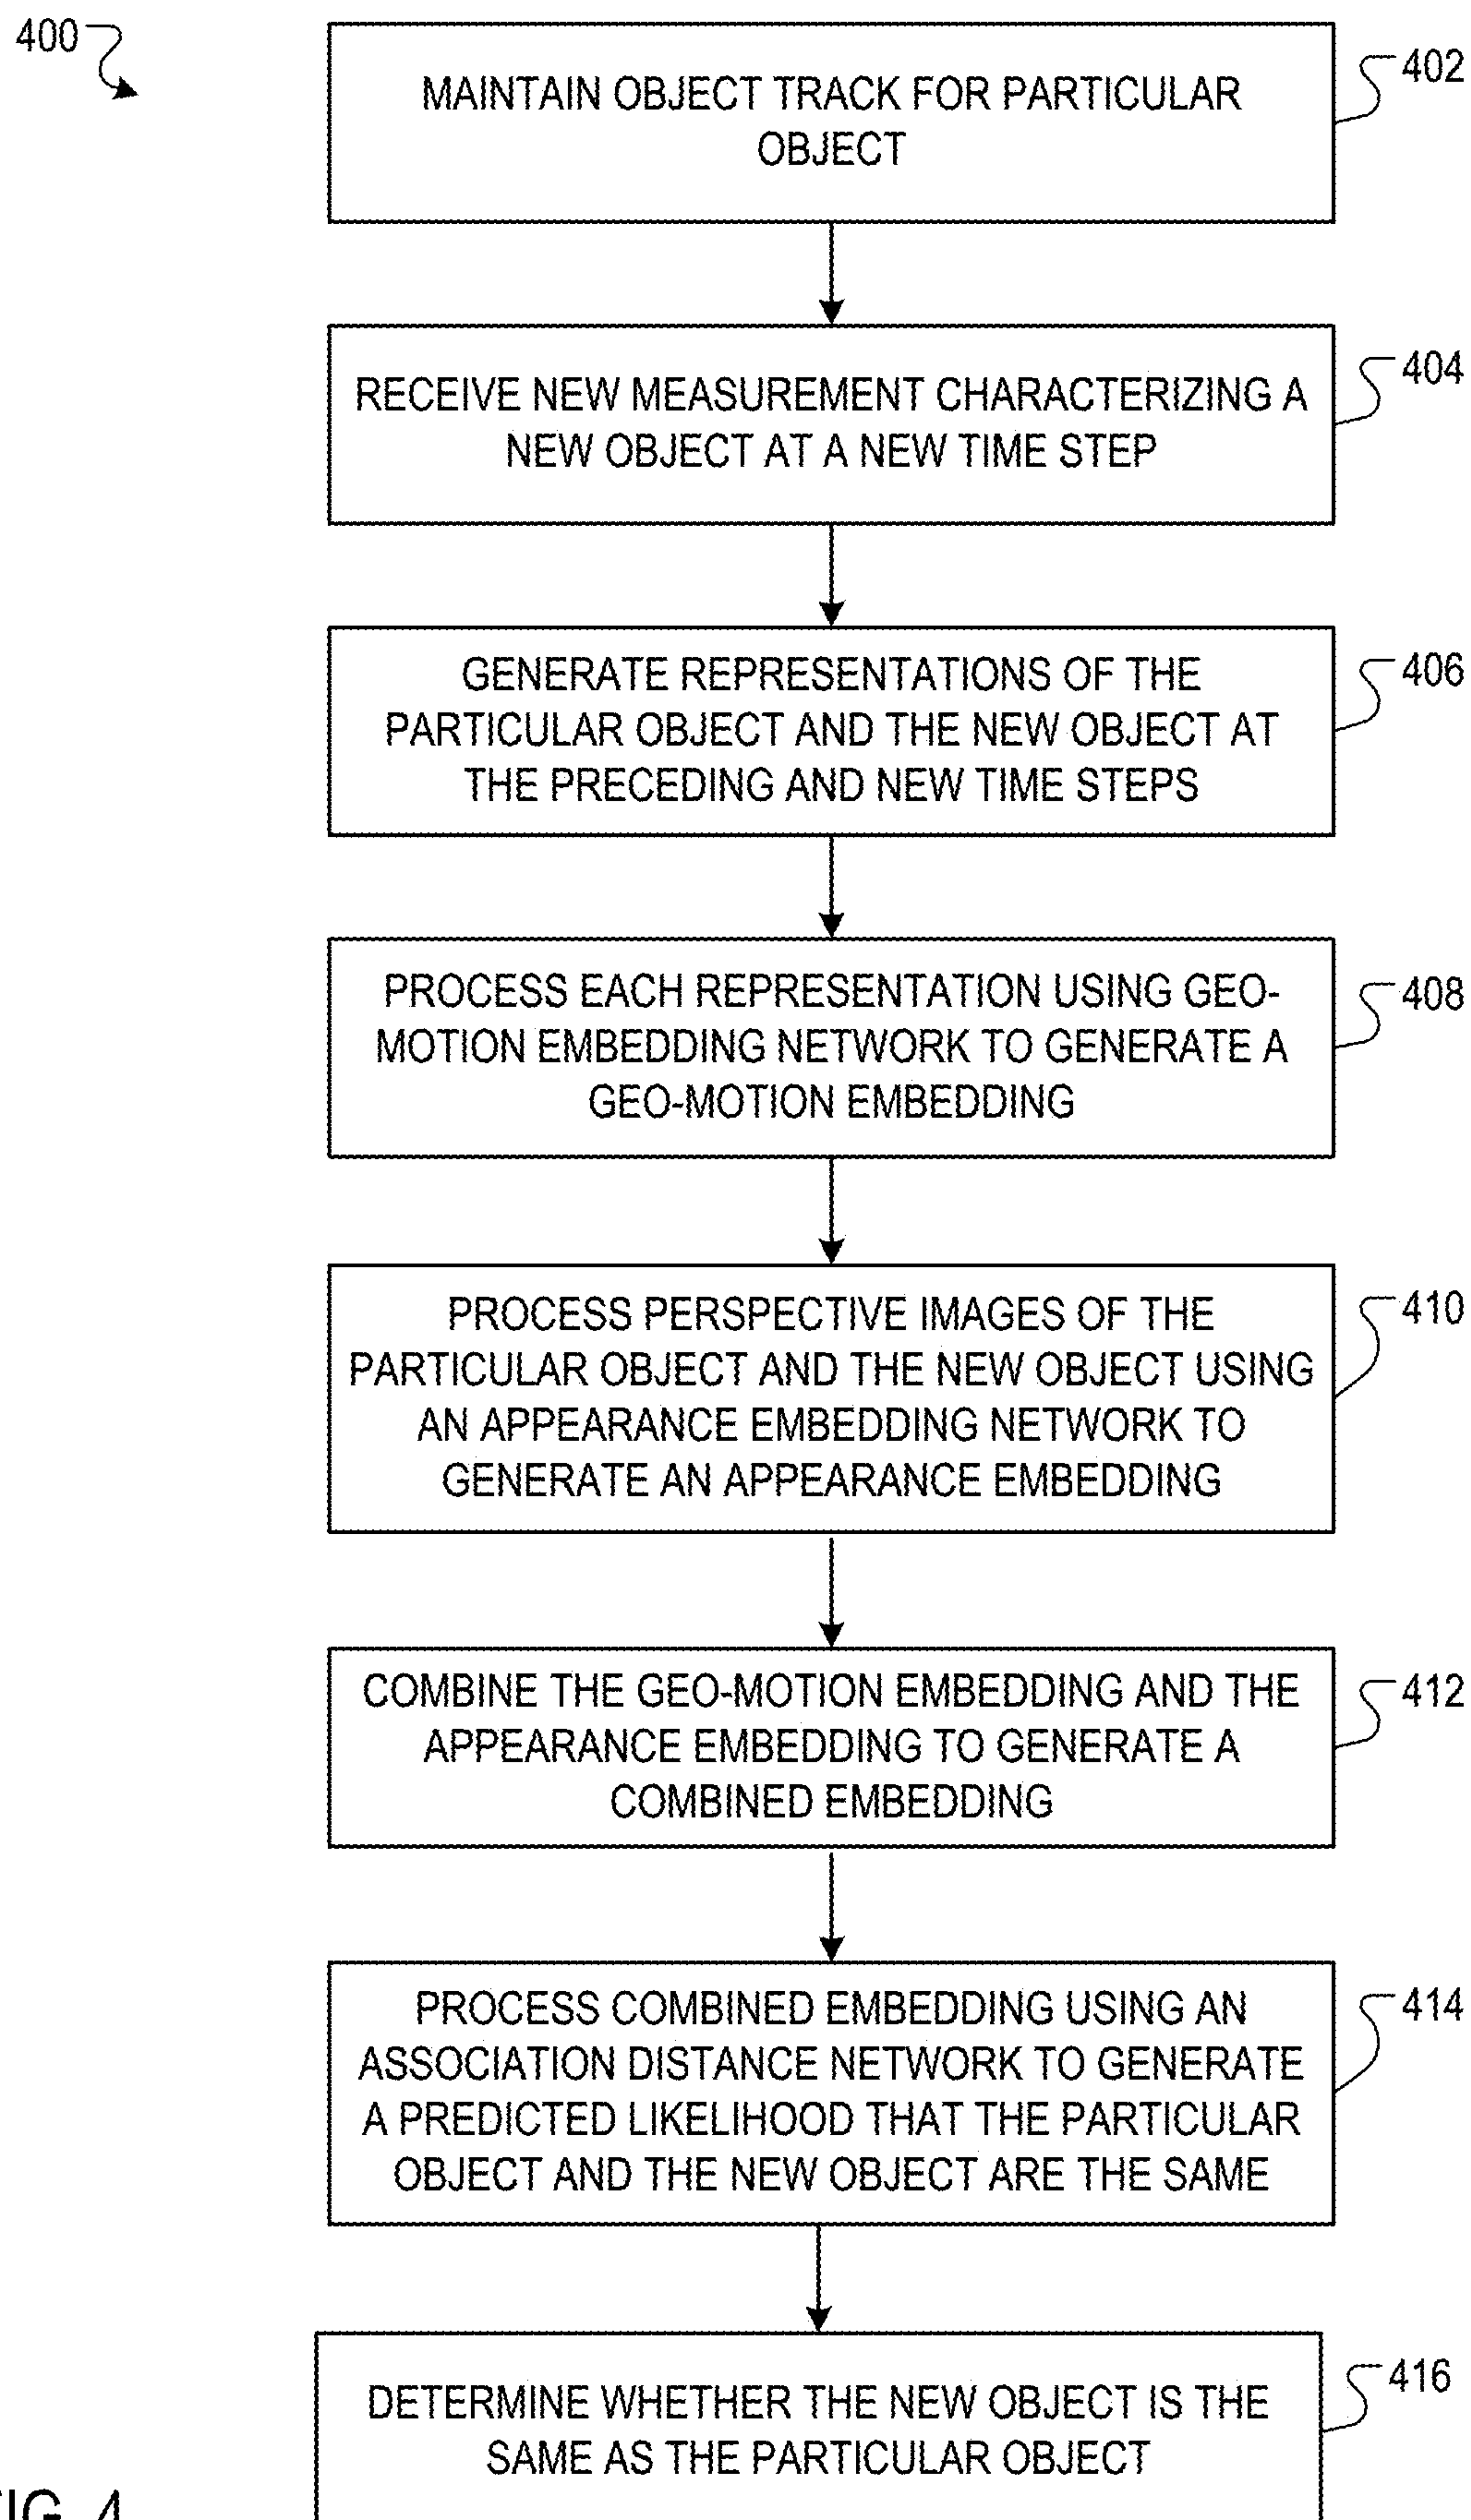 400
MAINTAIN OBJECT TRACK FOR PARTICULAR
OBJECT
402
RECEIVE NEW MEASUREMENT CHARACTERIZING A
NEW OBJECT AT A NEW TIME STEP
404
GENERATE REPRESENTATIONS OF THE
PARTICULAR OBJECT AND THE NEW OBJECT AT
THE PRECEDING AND NEW TIME STEPS
406
PROCESS EACH REPRESENTATION USING GEO-
MOTION EMBEDDING NETWORK TO GENERATE A
GEO-MOTION EMBEDDING
408
PROCESS PERSPECTIVE IMAGES OF THE
PARTICULAR OBJECT AND THE NEW OBJECT USING
AN APPEARANCE EMBEDDING NETWORK TO
GENERATE AN APPEARANCE EMBEDDING
410
COMBINE THE GEO-MOTION EMBEDDING AND THE
APPEARANCE EMBEDDING TO GENERATE A
COMBINED EMBEDDING
412
PROCESS COMBINED EMBEDDING USING AN
ASSOCIATION DISTANCE NETWORK TO GENERATE
A PREDICTED LIKELIHOOD THAT THE PARTICULAR
OBJECT AND THE NEW OBJECT ARE THE SAME
414
DETERMINE WHETHER THE NEW OBJECT IS THE
SAME AS THE PARTICULAR OBJECT
416